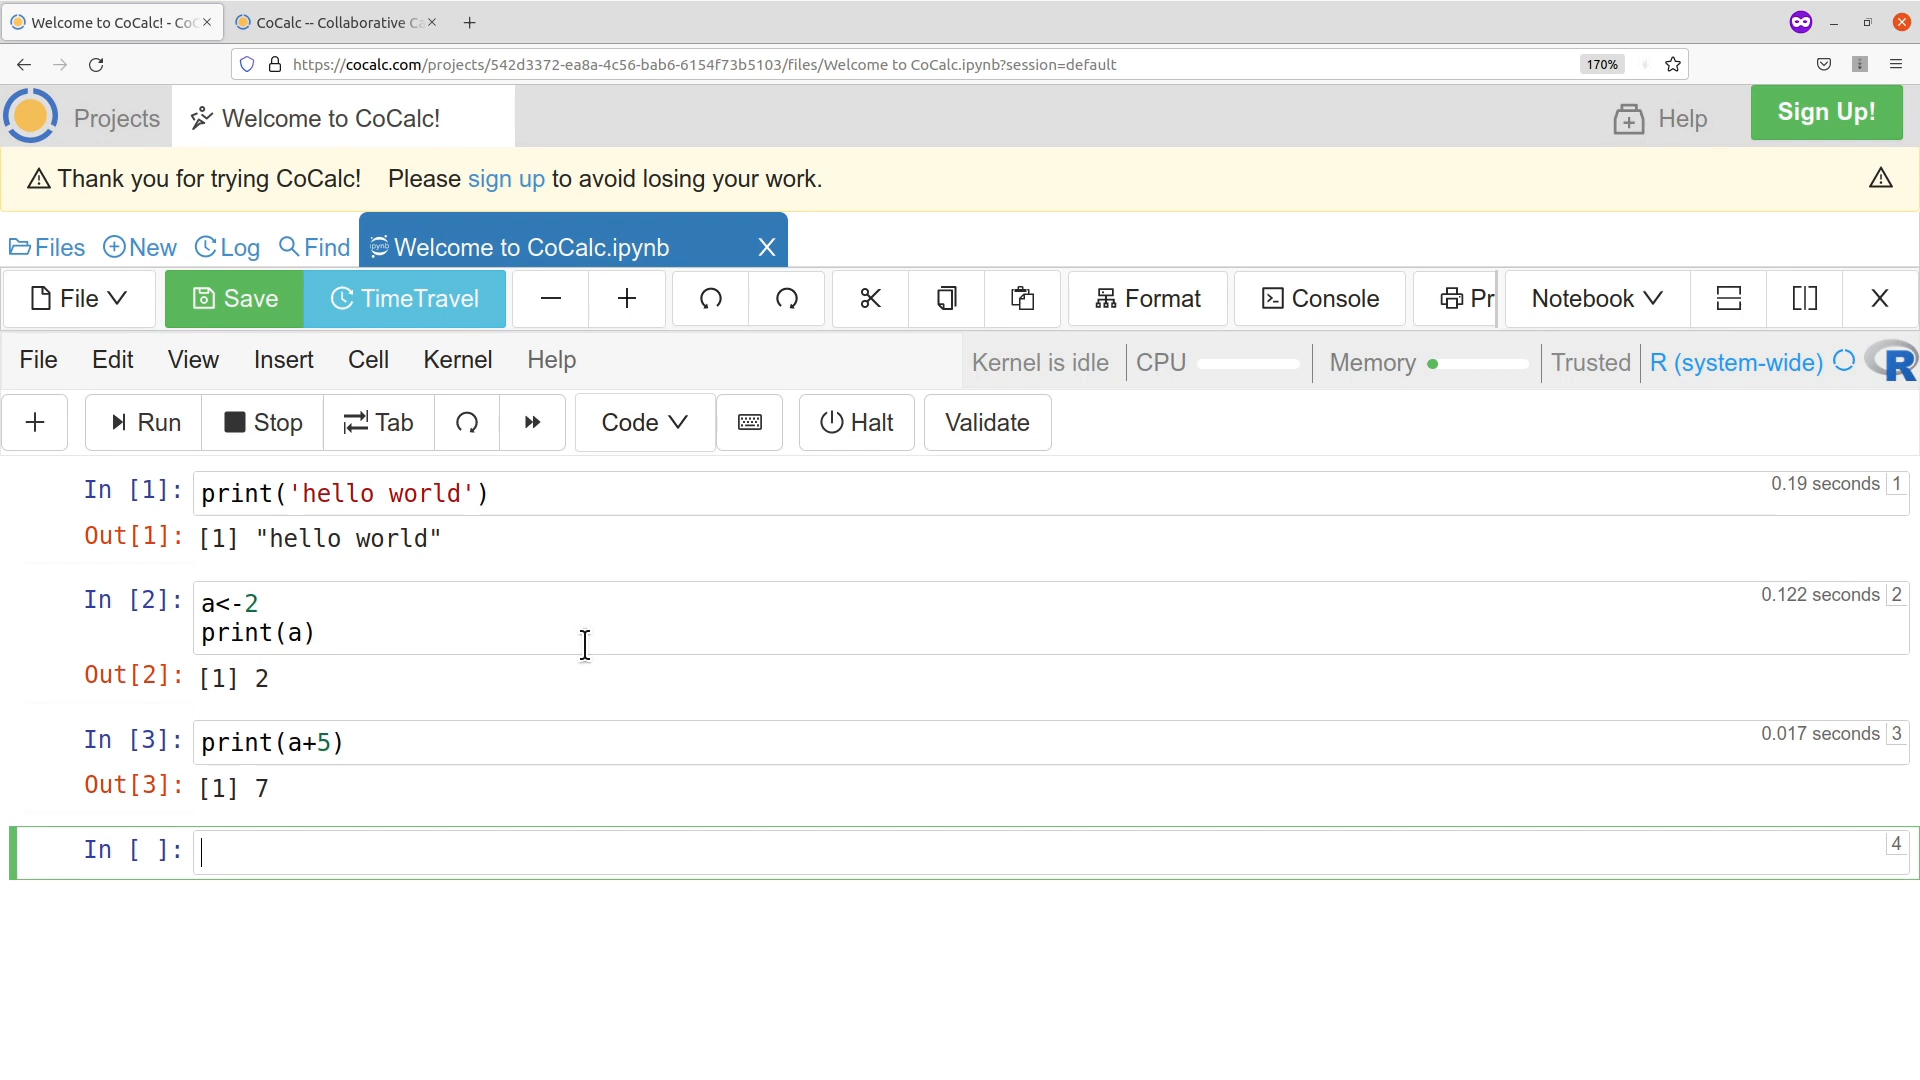 Welcome to CoCalc! - CoC
CoCalc -- Collaborative Ca
https://cocalc.com/projects/542d3372-ea8a-4c56-bab6-6154f73b5103/files/Welcome to CoCalc.ipynb?session=default
170%
Projects
Welcome to CoCalc!
Help
Sign Up!
Thank you for trying CoCalc! Please sign up to avoid losing your work.
Files
New
Log
Find
ipynb
Welcome to CoCalc.ipynb
X
File
Save
TimeTravel
Format
Console
Pr
Notebook
X
File Edit View Insert Cell Kernel Help
Kernel is idle
CPU
Memory
Trusted
R (system-wide)
R
+
Run
Stop
Tab
Code
Halt
Validate
In [1]: print('hello world')
0.19 seconds 1
Out[1]: [1] "hello world"
In [2]: a<-2
0.122 seconds 2
print(a)
Out[2]: [1] 2
In [3]: print(a+5)
0.017 seconds 3
Out[3]: [1] 7
In [ ]:
4